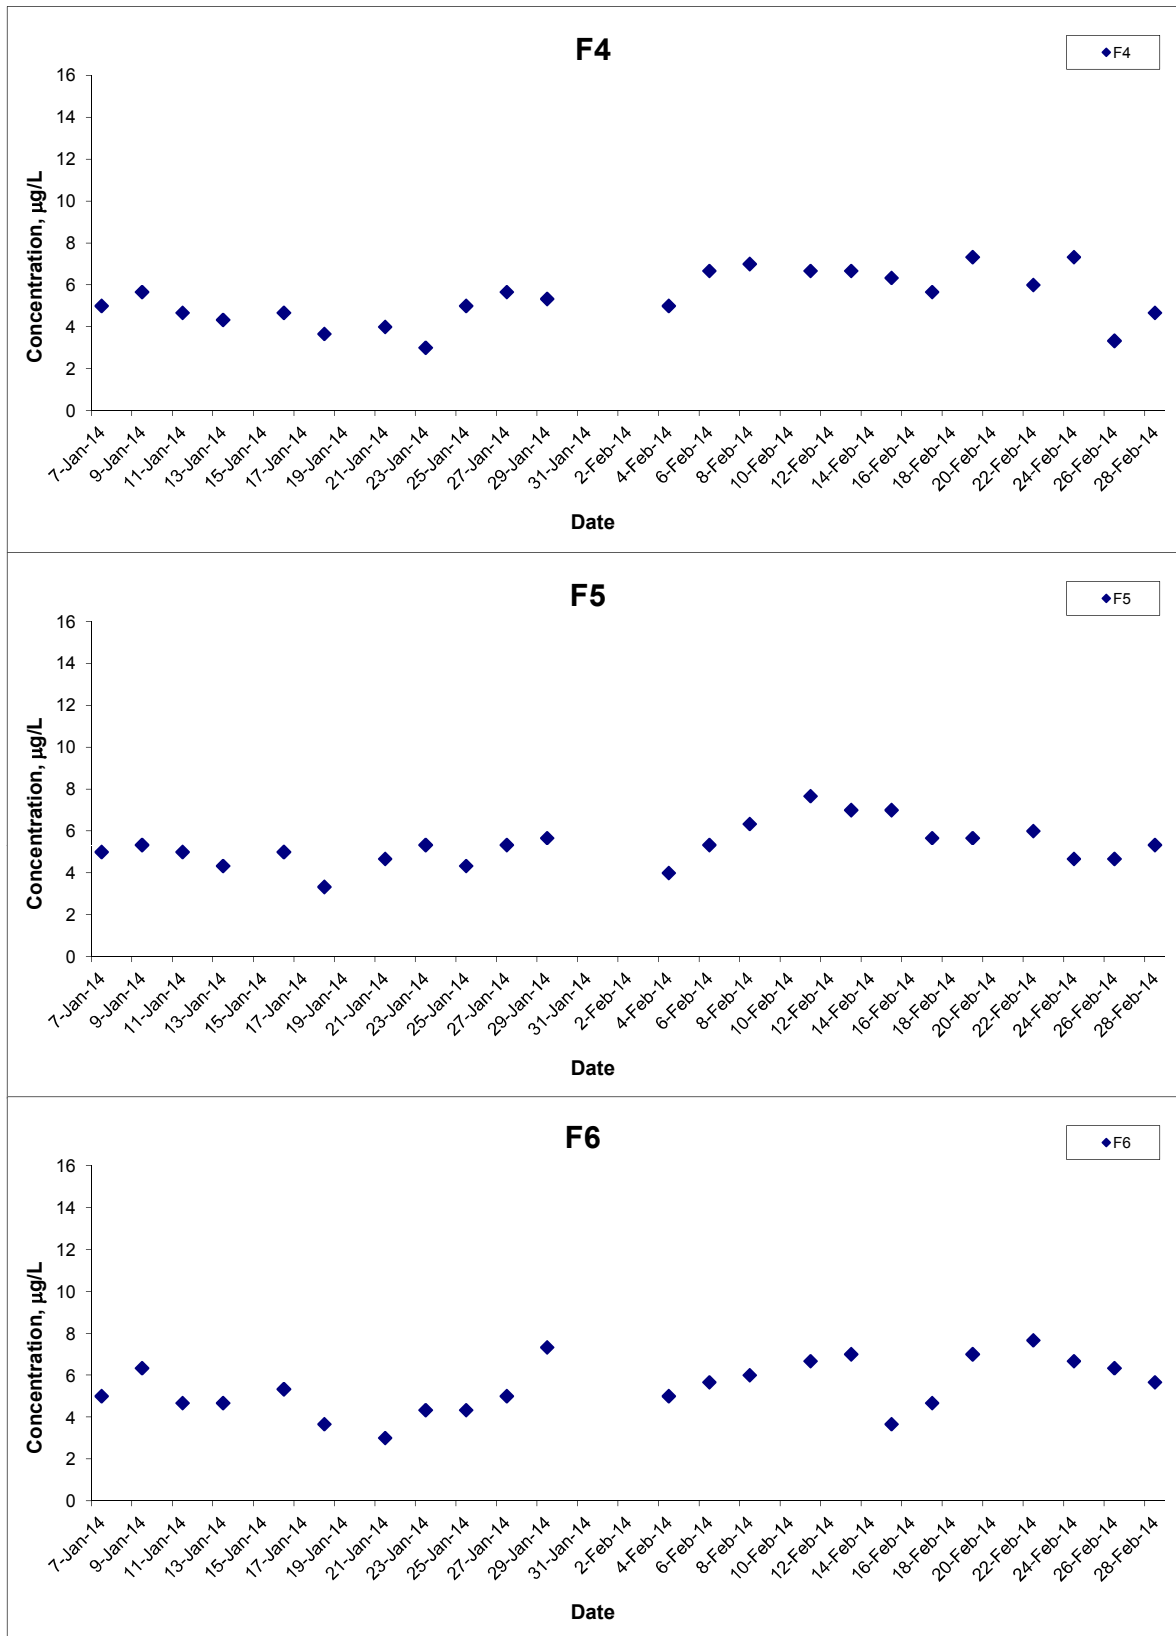 F4
F4
16
14
12
10
8
6
4
2
0
Concentration, µg/L
7-Jan-14
9-Jan-14
11-Jan-14
13-Jan-14
15-Jan-14
17-Jan-14
19-Jan-14
21-Jan-14
23-Jan-14
25-Jan-14
27-Jan-14
29-Jan-14
31-Jan-14
2-Feb-14
4-Feb-14
6-Feb-14
8-Feb-14
10-Feb-14
12-Feb-14
14-Feb-14
16-Feb-14
18-Feb-14
20-Feb-14
22-Feb-14
24-Feb-14
26-Feb-14
28-Feb-14
Date
F5
F5
16
14
12
10
8
6
4
2
0
Concentration, µg/L
7-Jan-14
9-Jan-14
11-Jan-14
13-Jan-14
15-Jan-14
17-Jan-14
19-Jan-14
21-Jan-14
23-Jan-14
25-Jan-14
27-Jan-14
29-Jan-14
31-Jan-14
2-Feb-14
4-Feb-14
6-Feb-14
8-Feb-14
10-Feb-14
12-Feb-14
14-Feb-14
16-Feb-14
18-Feb-14
20-Feb-14
22-Feb-14
24-Feb-14
26-Feb-14
28-Feb-14
Date
F6
F6
16
14
12
10
8
6
4
2
0
Concentration, µg/L
7-Jan-14
9-Jan-14
11-Jan-14
13-Jan-14
15-Jan-14
17-Jan-14
19-Jan-14
21-Jan-14
23-Jan-14
25-Jan-14
27-Jan-14
29-Jan-14
31-Jan-14
2-Feb-14
4-Feb-14
6-Feb-14
8-Feb-14
10-Feb-14
12-Feb-14
14-Feb-14
16-Feb-14
18-Feb-14
20-Feb-14
22-Feb-14
24-Feb-14
26-Feb-14
28-Feb-14
Date